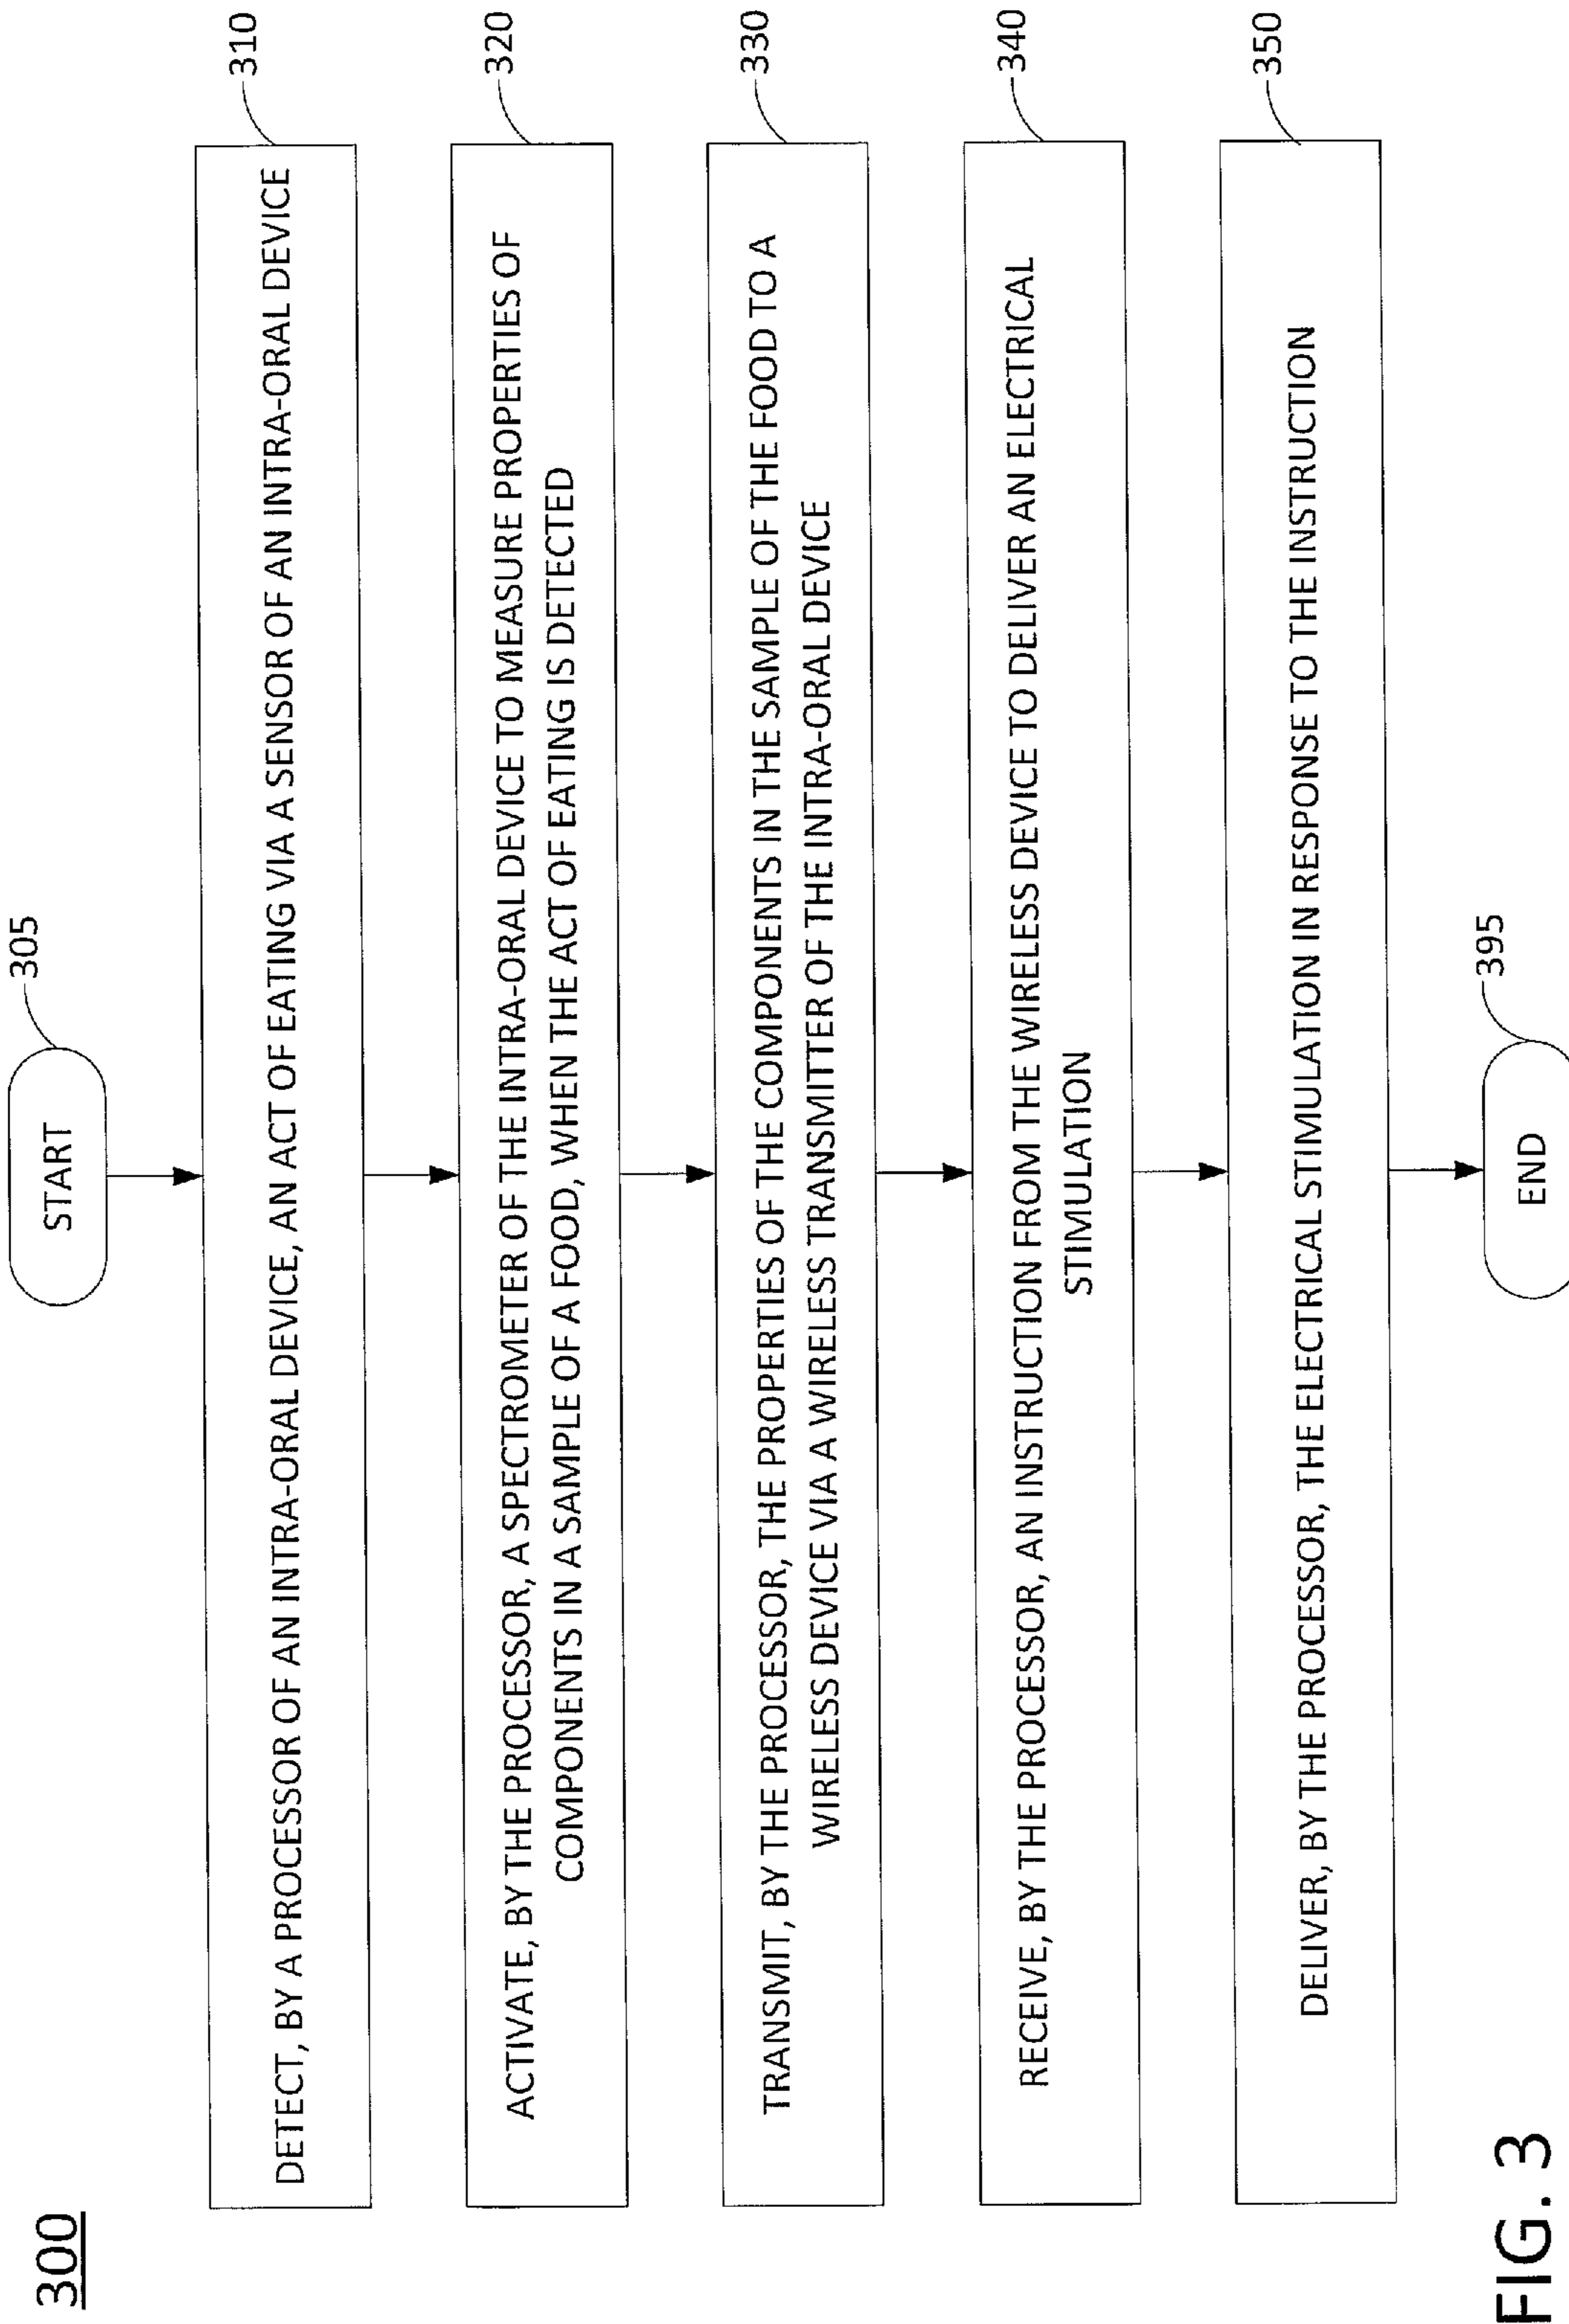 300
START
305
DETECT, BY A PROCESSOR OF AN INTRA-ORAL DEVICE, AN ACT OF EATING VIA A SENSOR OF AN INTRA-ORAL DEVICE
310
ACTIVATE, BY THE PROCESSOR, A SPECTROMETER OF THE INTRA-ORAL DEVICE TO MEASURE PROPERTIES OF
COMPONENTS IN A SAMPLE OF A FOOD, WHEN THE ACT OF EATING IS DETECTED
320
TRANSMIT, BY THE PROCESSOR, THE PROPERTIES OF THE COMPONENTS IN THE SAMPLE OF THE FOOD TO A
WIRELESS DEVICE VIA A WIRELESS TRANSMITTER OF THE INTRA-ORAL DEVICE
330
RECEIVE, BY THE PROCESSOR, AN INSTRUCTION FROM THE WIRELESS DEVICE TO DELIVER AN ELECTRICAL
STIMULATION
340
DELIVER, BY THE PROCESSOR, THE ELECTRICAL STIMULATION IN RESPONSE TO THE INSTRUCTION
350
END
395
FIG. 3